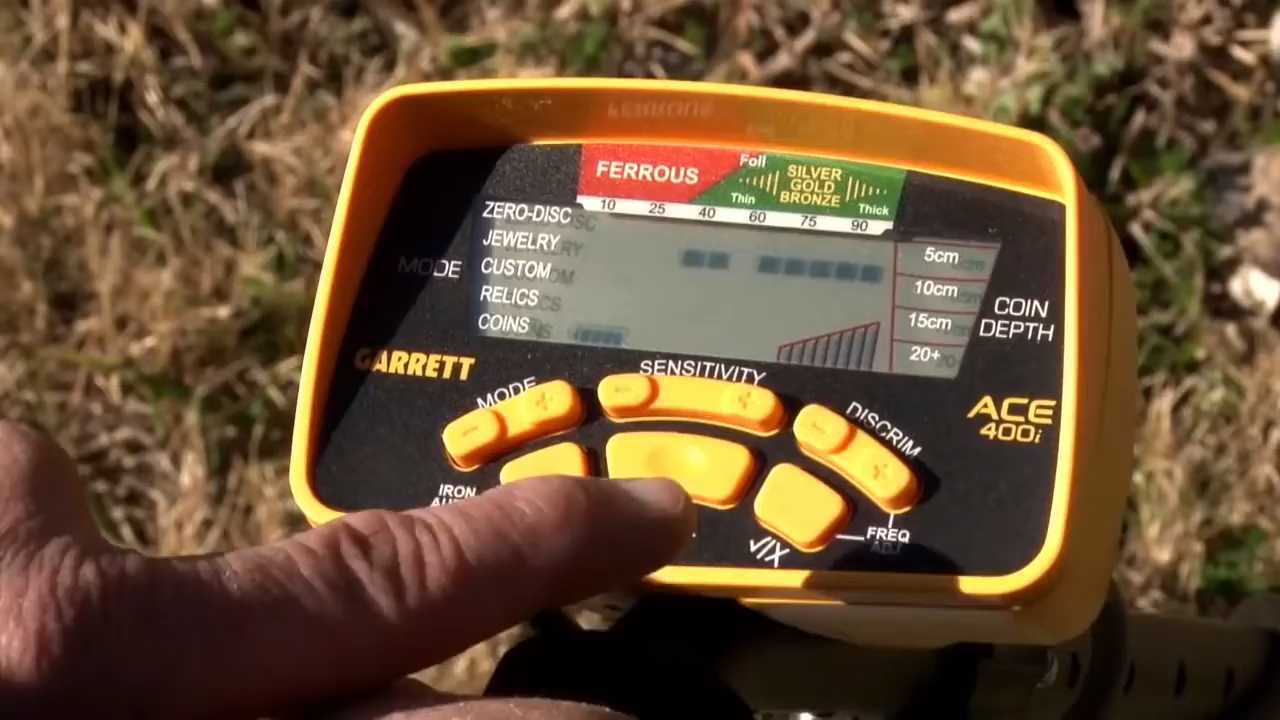 FERROUS
Foil
Thin
SILVER
GOLD
BRONZE
Thick
10 25 40 60 75 90
MODE
ZERO-DISC
JEWELRY
CUSTOM
RELICS
COINS
5cm
10cm
15cm
20+
COIN
DEPTH
GARRETT
MODE
SENSITIVITY
DISCRIM
ACE
400i
- +
- +
- +
IRON
√/X
FREQ
ADJ